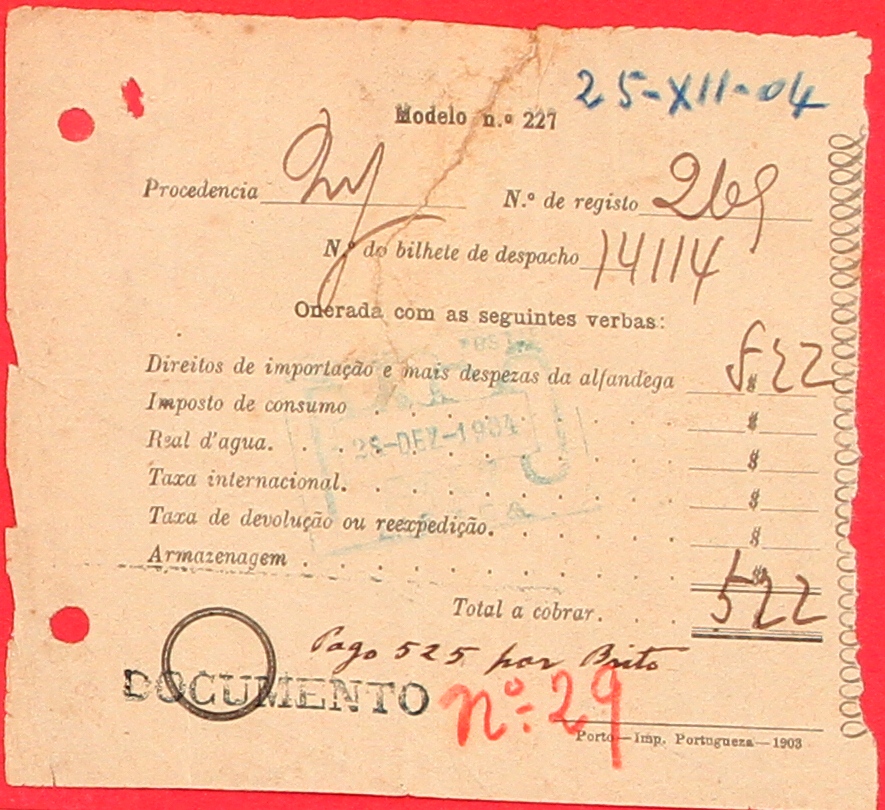 25-XII-04
Modelo n.º 227
Procedencia
N.º de registo 269
N.º do bilhete de despacho 14114
Onerada com as seguintes verbas:
Direitos de importação e mais despezas da alfandega 522
Imposto de consumo . . . . . . . . $
Real d'agua. . . . . . . . . . $
Taxa internacional. . . . . . . . . $
Taxa de devolução ou reexpedição. . . . . . $
Armazenagem . . . . . . . . . . $
28-DEZ-1904
Total a cobrar. . . . 522
Pago 525 por Brito
DOCUMENTO
nº-29
Porto—Imp. Portugueza—1903